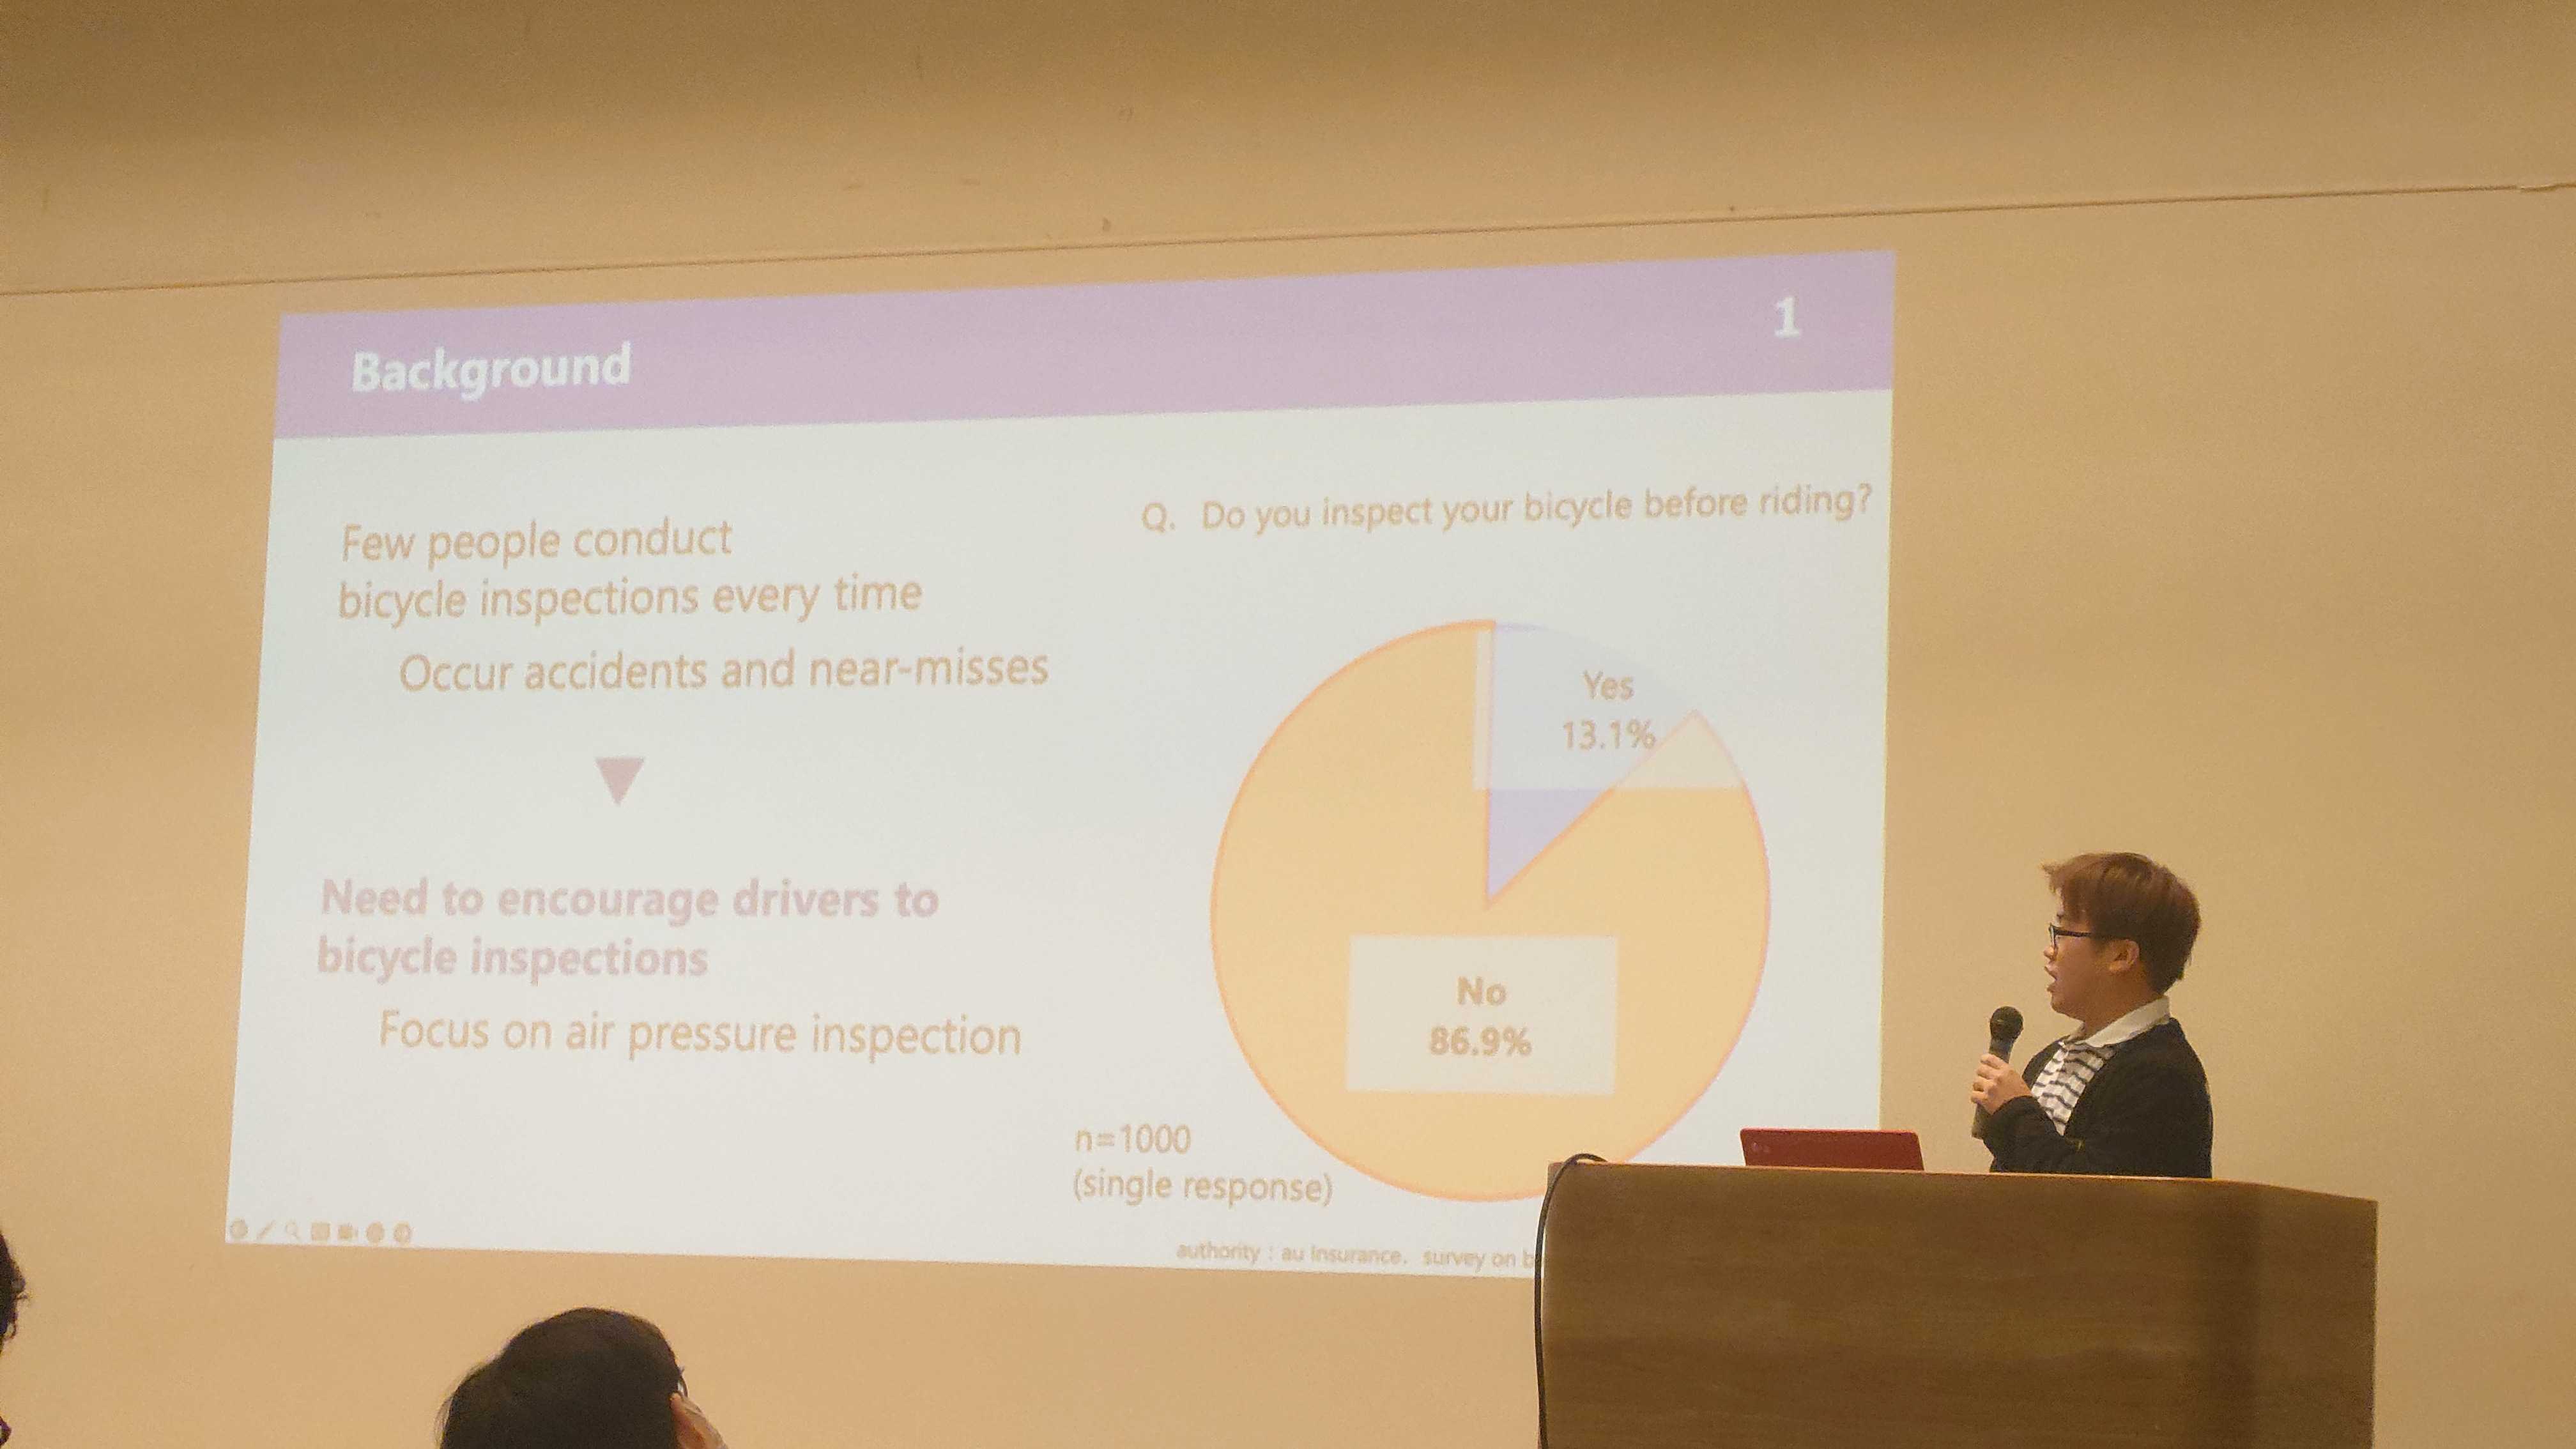 Background
1
Few people conduct
bicycle inspections every time
Occur accidents and near-misses
Need to encourage drivers to
bicycle inspections
Focus on air pressure inspection
Q. Do you inspect your bicycle before riding?
Yes
13.1%
No
86.9%
n=1000
(single response)
authority : au Insurance, survey on